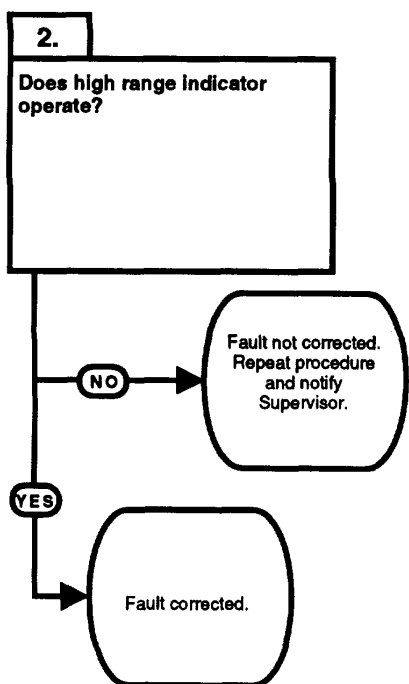 2.
Does high range indicator
operate?
NO
Fault not corrected.
Repeat procedure
and notify
Supervisor.
YES
Fault corrected.